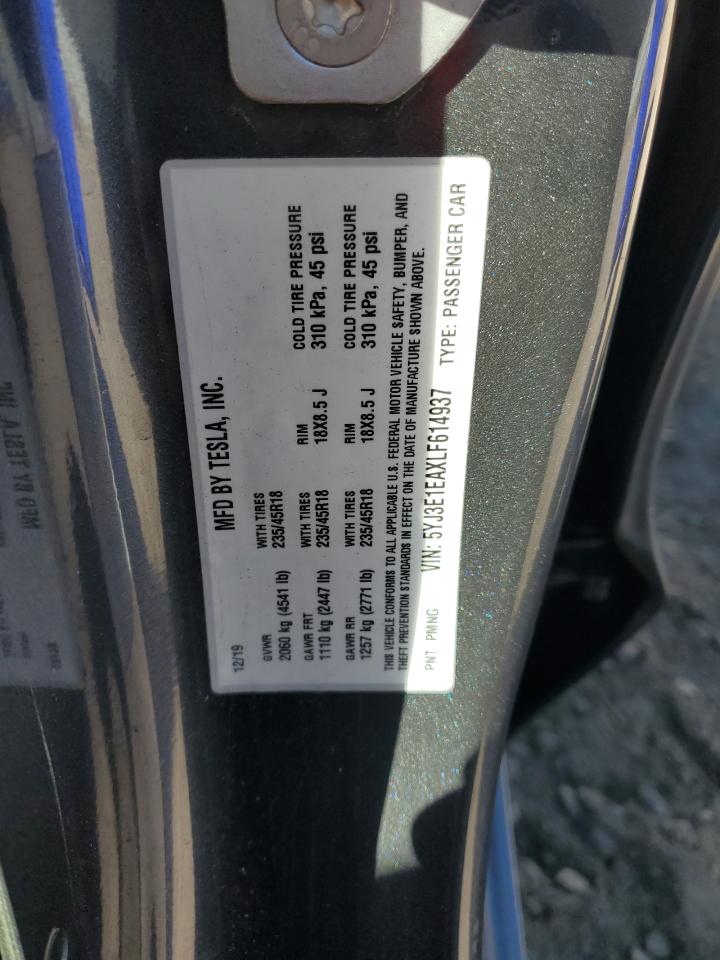 MFD BY TESLA, INC.
12/19
GVWR WITH TIRES RIM COLD TIRE PRESSURE
2060 kg (4541 lb) 235/45R18
GAWR FRT WITH TIRES RIM COLD TIRE PRESSURE
1110 kg (2447 lb) 235/45R18 18X8.5 J 310 kPa, 45 psi
GAWR RR WITH TIRES RIM COLD TIRE PRESSURE
1257 kg (2771 lb) 235/45R18 18X8.5 J 310 kPa, 45 psi
THIS VEHICLE CONFORMS TO ALL APPLICABLE U.S. FEDERAL MOTOR VEHICLE SAFETY, BUMPER, AND
THEFT PREVENTION STANDARDS IN EFFECT ON THE DATE OF MANUFACTURE SHOWN ABOVE.
PNT PMNG VIN: 5YJ3E1EAXLF614937 TYPE: PASSENGER CAR